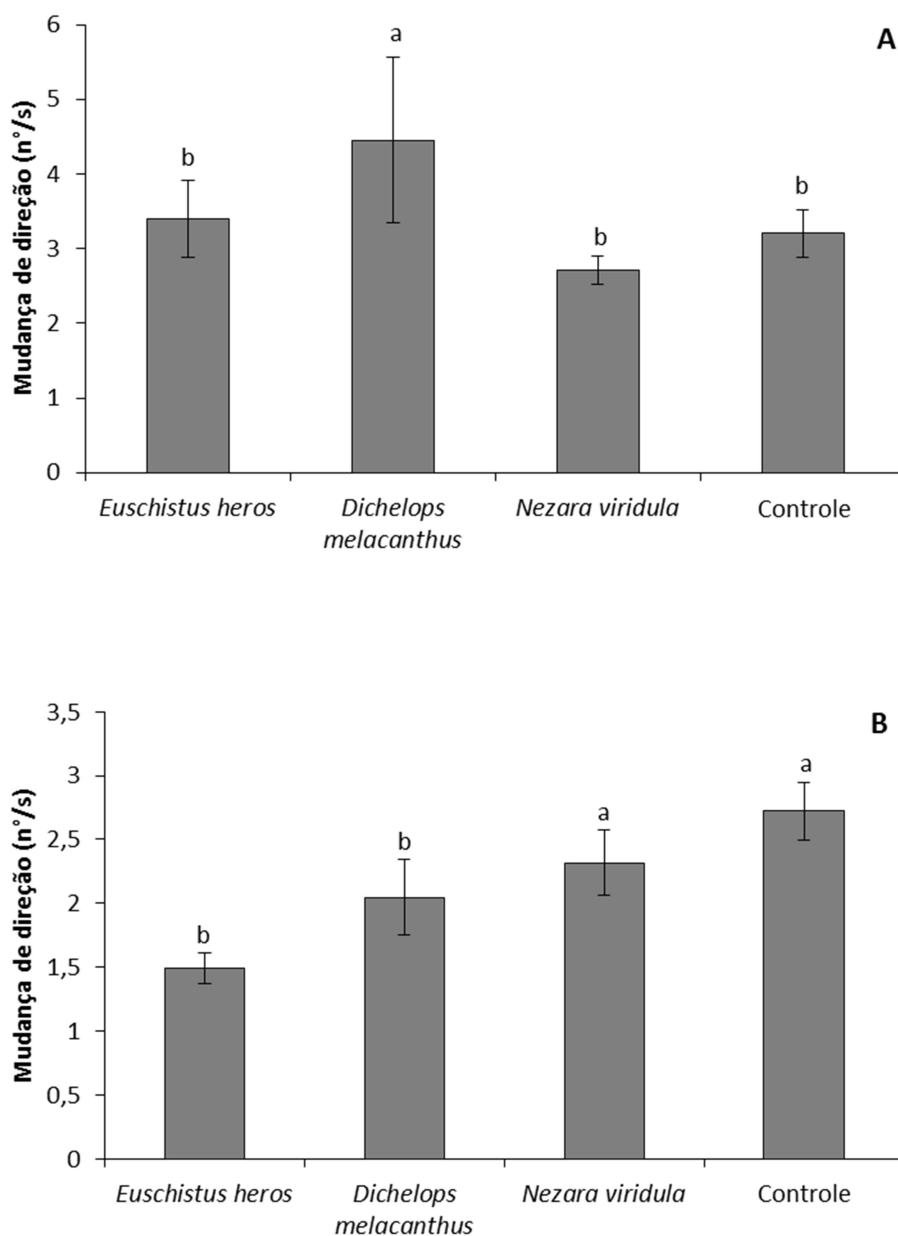 A
Mudança de direção (n°/s)
6
5
4
3
2
1
0
a
b
b
b
Euschistus heros
Dichelops
melacanthus
Nezara viridula
Controle
B
Mudança de direção (n°/s)
3,5
3
2,5
2
1,5
1
0,5
0
b
b
a
a
Euschistus heros
Dichelops
melacanthus
Nezara viridula
Controle